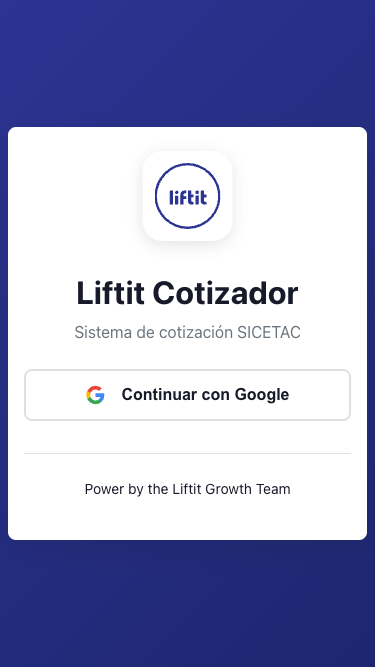 liftit
Liftit Cotizador
Sistema de cotización SICETAC
Continuar con Google
Power by the Liftit Growth Team